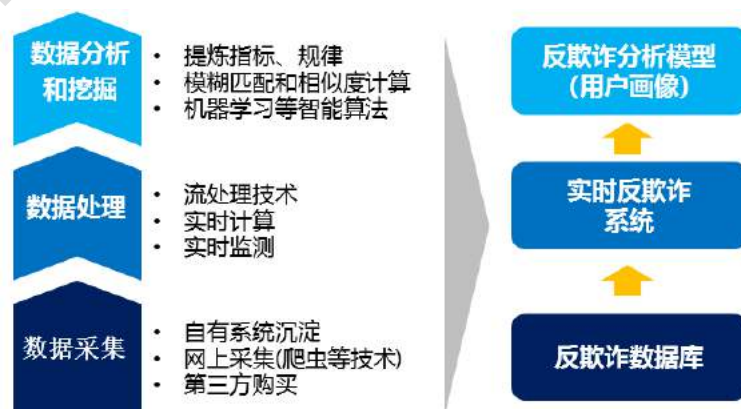 数据分析
和挖掘
• 提炼指标、规律
• 模糊匹配和相似度计算
• 机器学习等智能算法
反欺诈分析模型
(用户画像)
数据处理
• 流处理技术
• 实时计算
• 实时监测
实时反欺诈
系统
数据采集
• 自有系统沉淀
• 网上采集(爬虫等技术)
• 第三方购买
反欺诈数据库